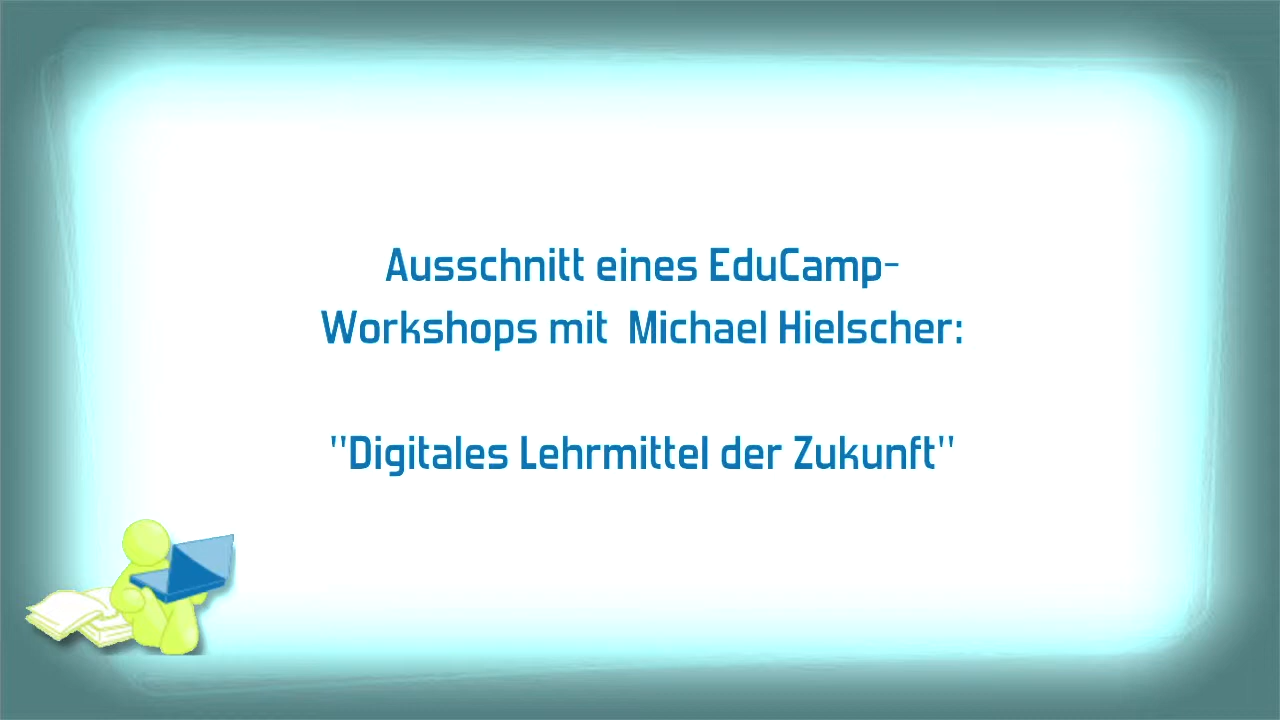 Ausschnitt eines EduCamp-
Workshops mit Michael Hielscher:
"Digitales Lehrmittel der Zukunft"